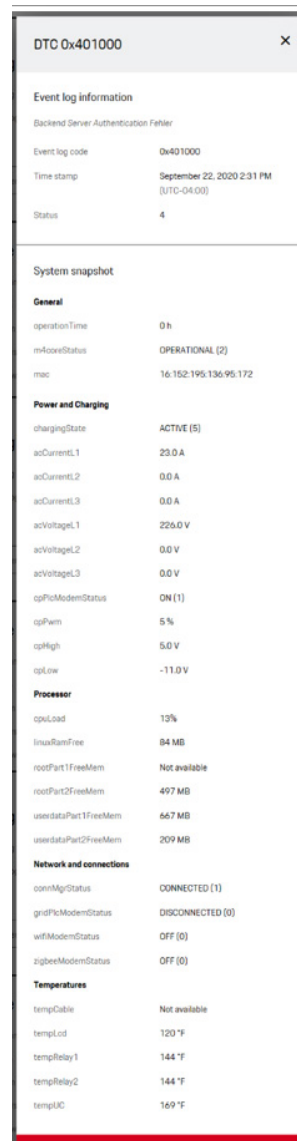 DTC 0x401000 ×
Event log information
Backend Server Authentication Fehler
Event log code 0x401000
Time stamp September 22, 2020 2:31 PM
(UTC-04:00)
Status 4
System snapshot
General
operationTime 0 h
m4coreStatus OPERATIONAL (2)
mac 16:152:195:136:95:172
Power and Charging
chargingState ACTIVE (5)
acCurrentL1 23.0 A
acCurrentL2 0.0 A
acCurrentL3 0.0 A
acVoltageL1 226.0 V
acVoltageL2 0.0 V
acVoltageL3 0.0 V
cpPlcModemStatus ON (1)
cpPwm 5 %
cpHigh 5.0 V
cpLow -11.0 V
Processor
cpuLoad 13%
linuxRamFree 84 MB
rootPart1FreeMem Not available
rootPart2FreeMem 497 MB
userdataPart1FreeMem 667 MB
userdataPart2FreeMem 209 MB
Network and connections
connMgrStatus CONNECTED (1)
gridPlcModemStatus DISCONNECTED (0)
wifiModemStatus OFF (0)
zigbeeModemStatus OFF (0)
Temperatures
tempCable Not available
tempLcd 120 °F
tempRelay1 144 °F
tempRelay2 144 °F
tempUC 169 °F